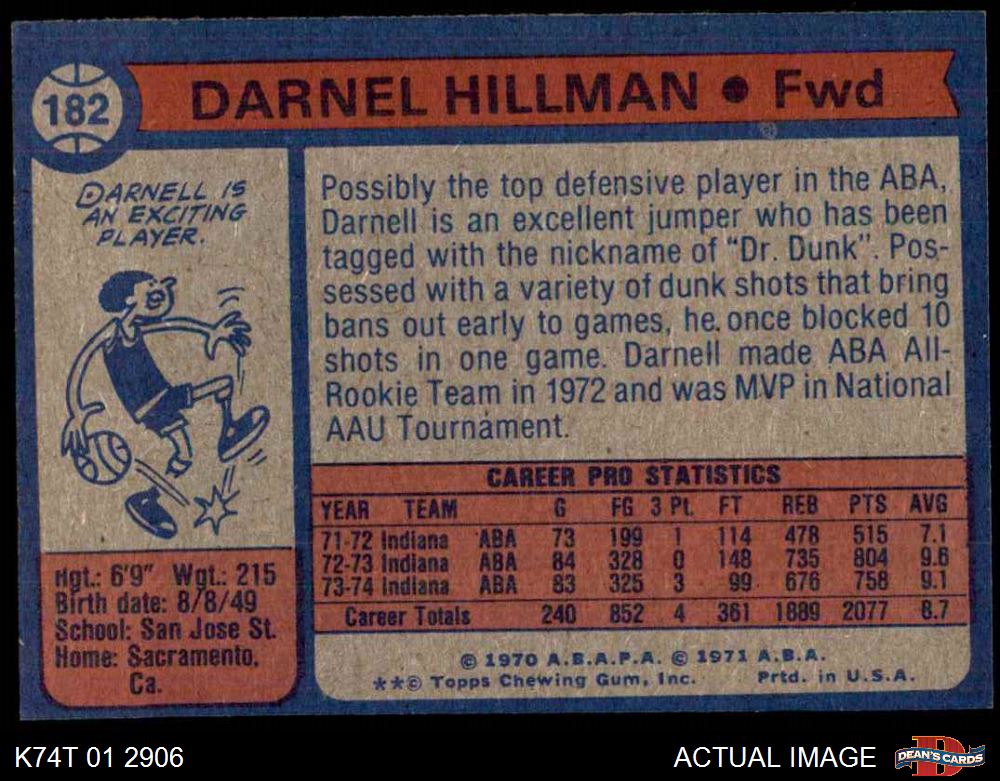 182
DARNEL HILLMAN ● Fwd
DARNELL IS
AN EXCITING
PLAYER.
Possibly the top defensive player in the ABA,
Darnell is an excellent jumper who has been
tagged with the nickname of "Dr. Dunk". Pos-
sessed with a variety of dunk shots that bring
bans out early to games, he once blocked 10
shots in one game. Darnell made ABA All-
Rookie Team in 1972 and was MVP in National
AAU Tournament.
Hgt.: 6'9" Wgt.: 215
Birth date: 8/8/49
School: San Jose St.
Home: Sacramento,
Ca.
CAREER PRO STATISTICS
YEAR TEAM G FG 3 Pt. FT REB PTS AVG
71-72 Indiana ABA 73 199 1 114 478 515 7.1
72-73 Indiana ABA 84 328 0 148 735 804 9.6
73-74 Indiana ABA 83 325 3 99 676 758 9.1
Career Totals 240 852 4 361 1889 2077 8.7
© 1970 A.B.A.P.A. © 1971 A.B.A.
**© Topps Chewing Gum, Inc. Prtd. in U.S.A.
K74T 01 2906
ACTUAL IMAGE
D
DEAN'S CARDS